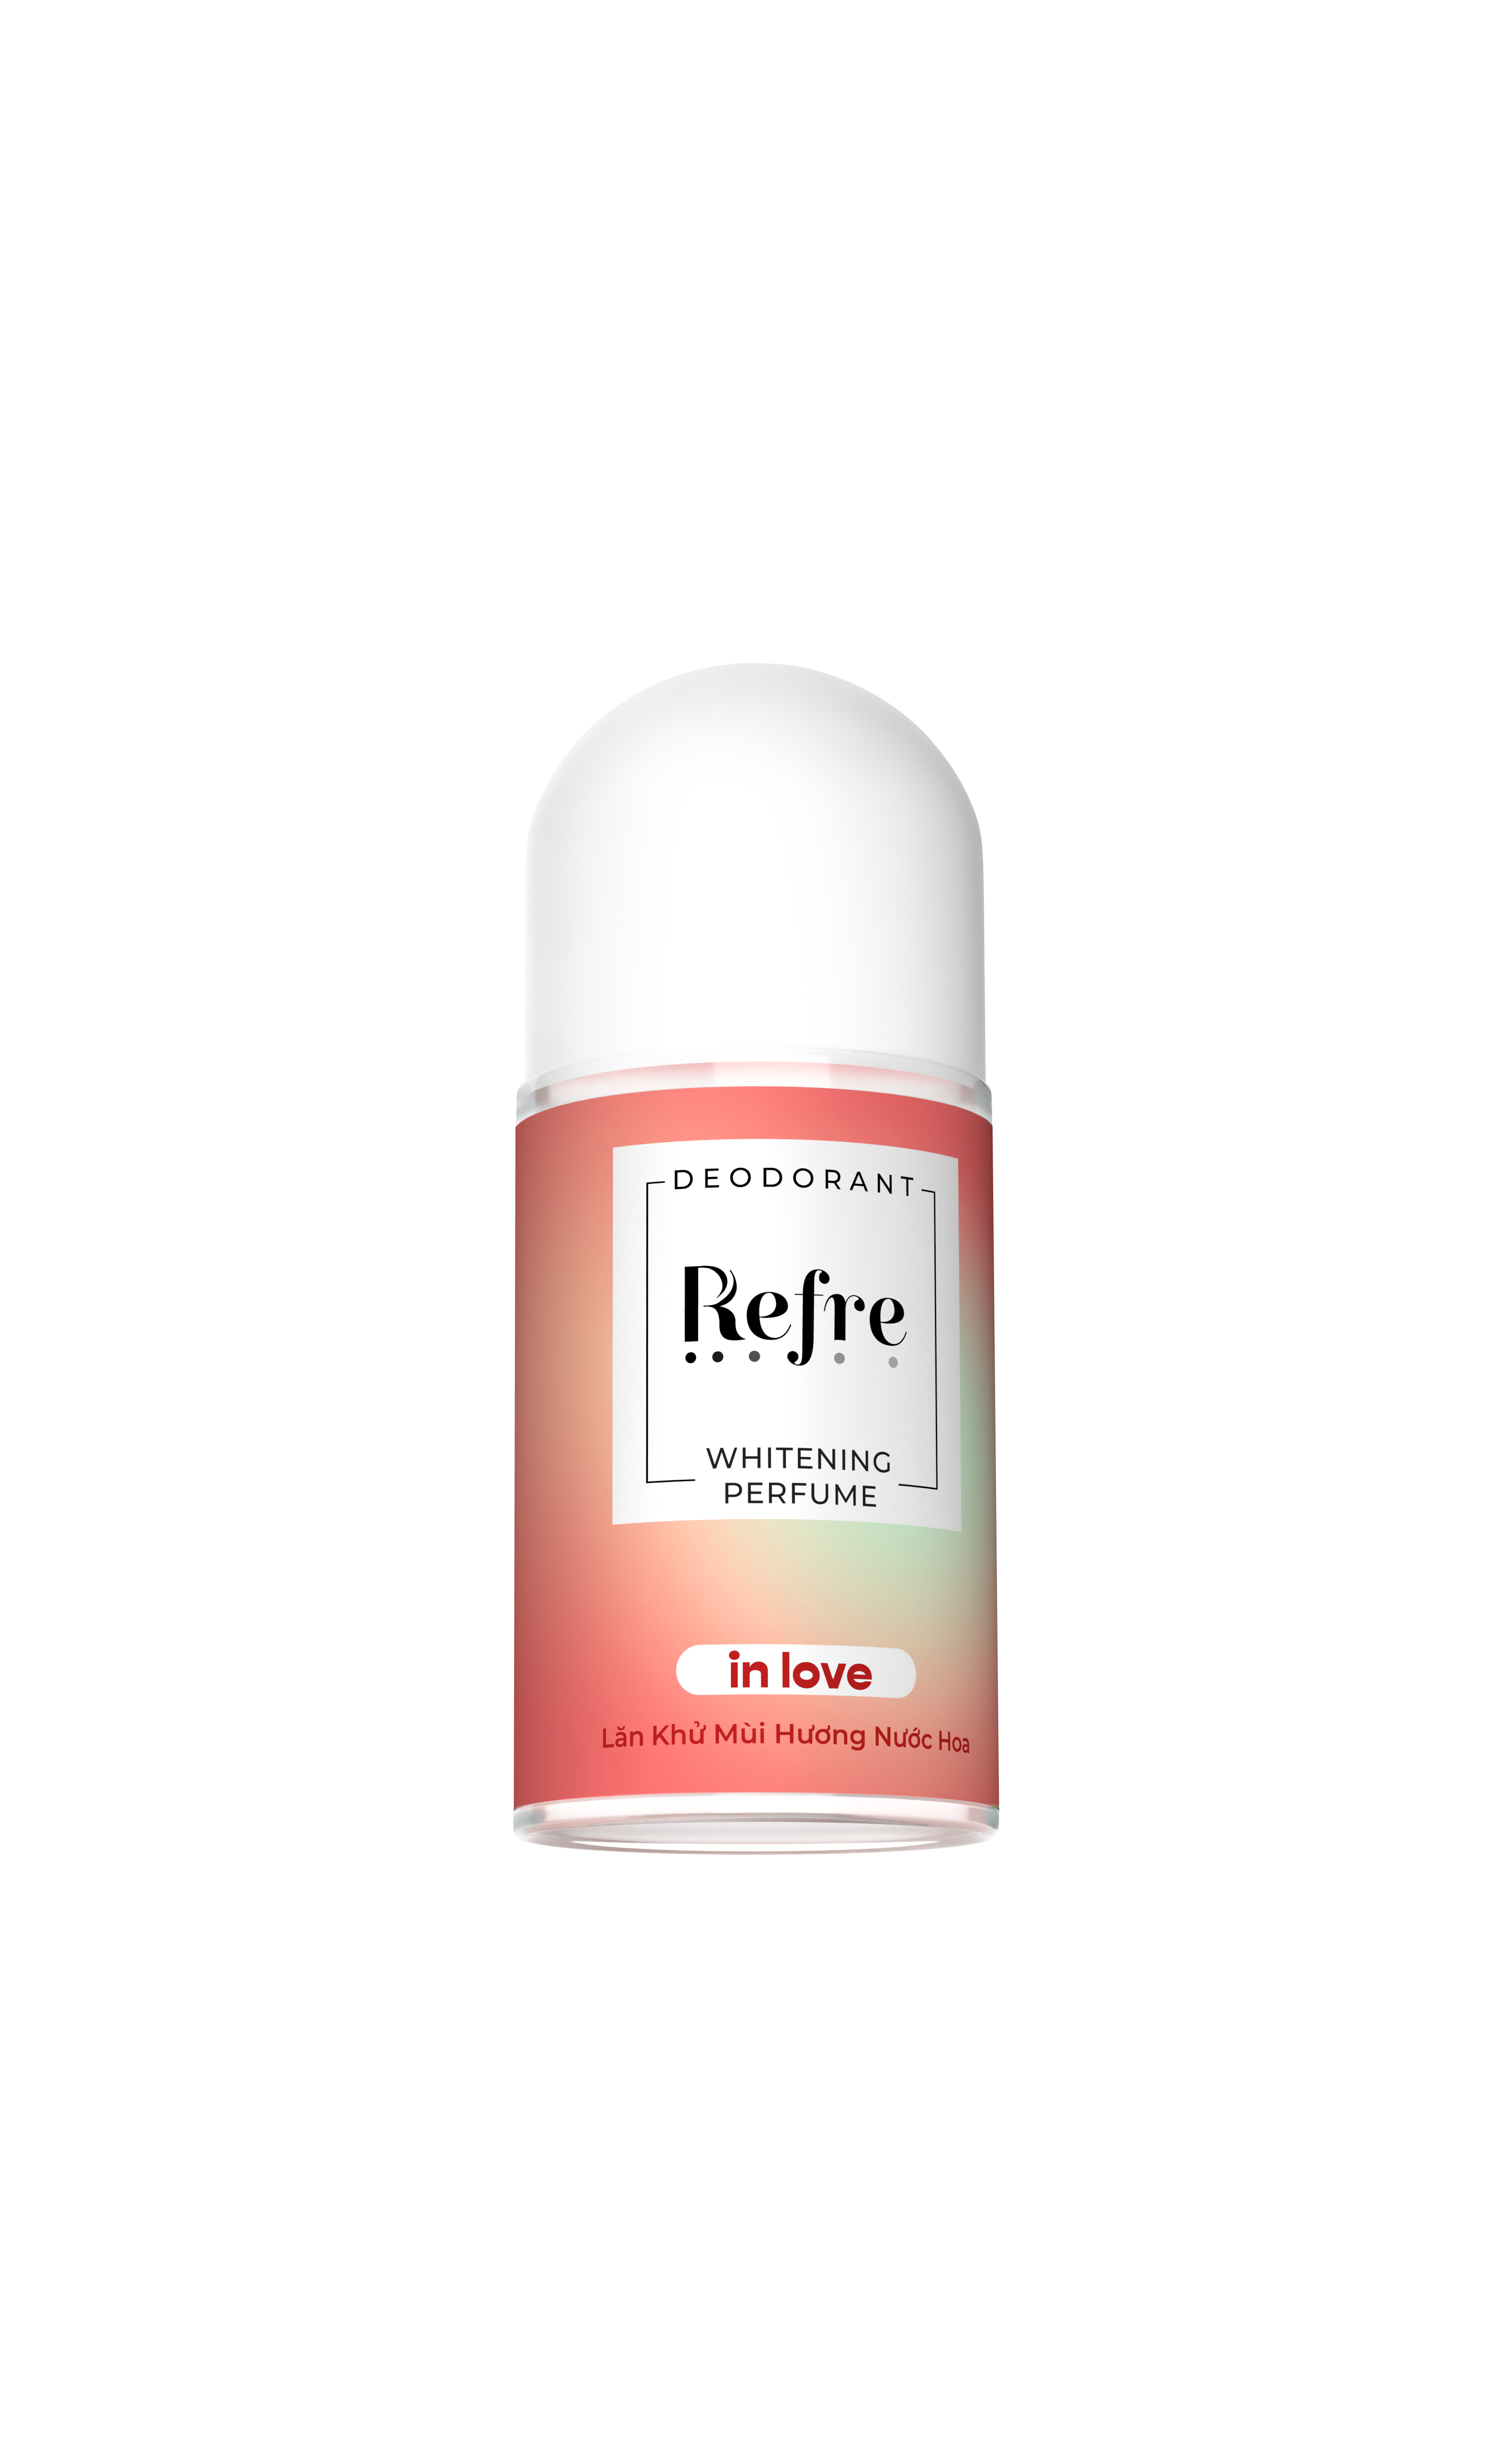 DEODORANT
Refre
WHITENING
PERFUME
in love
Lăn Khử Mùi Hương Nước Hoa